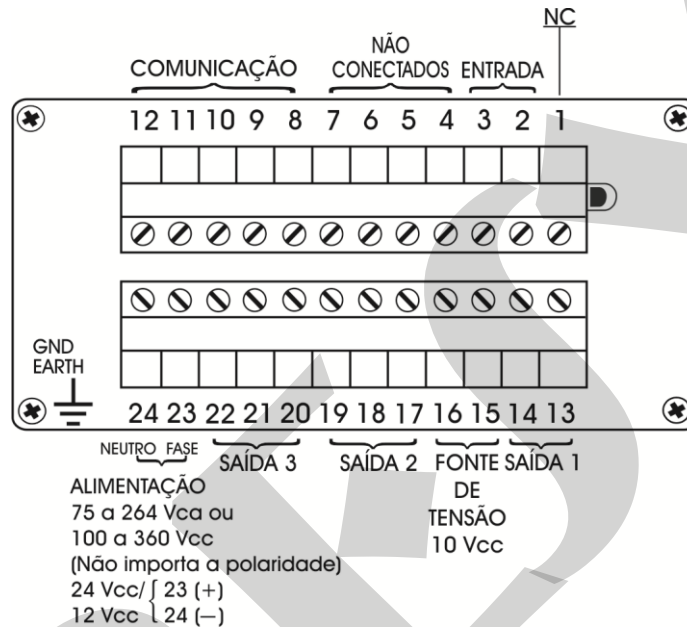 NC
NÃO
COMUNICAÇÃO CONECTADOS ENTRADA
12 11 10 9 8 7 6 5 4 3 2 1
GND
EARTH
24 23 22 21 20 19 18 17 16 15 14 13
NEUTRO FASE
SAÍDA 3 SAÍDA 2 FONTE SAÍDA 1
DE
TENSÃO
10 Vcc
ALIMENTAÇÃO
75 a 264 Vca ou
100 a 360 Vcc
(Não importa a polaridade)
24 Vcc/ { 23 (+)
12 Vcc { 24 (–)